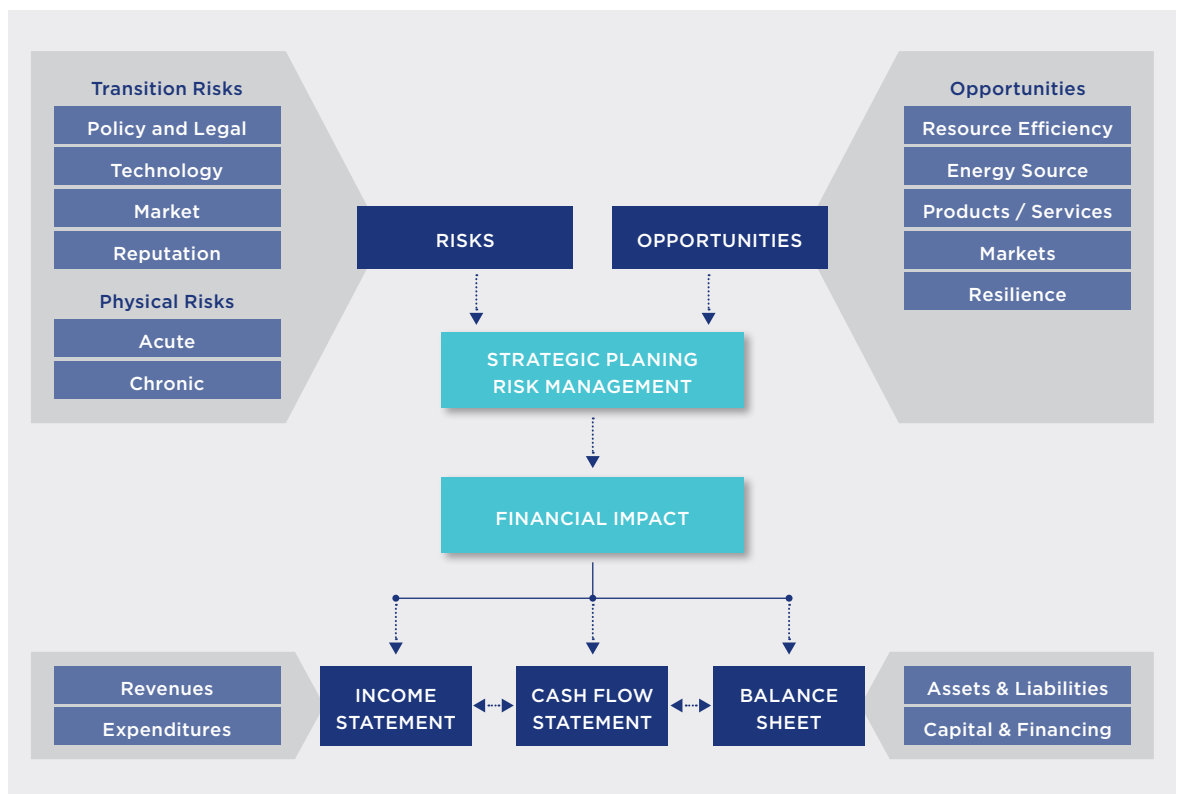 Transition Risks
Policy and Legal
Technology
Market
Reputation
Physical Risks
Acute
Chronic
RISKS
OPPORTUNITIES
Opportunities
Resource Efficiency
Energy Source
Products / Services
Markets
Resilience
STRATEGIC PLANING
RISK MANAGEMENT
FINANCIAL IMPACT
Revenues
Expenditures
INCOME
STATEMENT
CASH FLOW
STATEMENT
BALANCE
SHEET
Assets & Liabilities
Capital & Financing